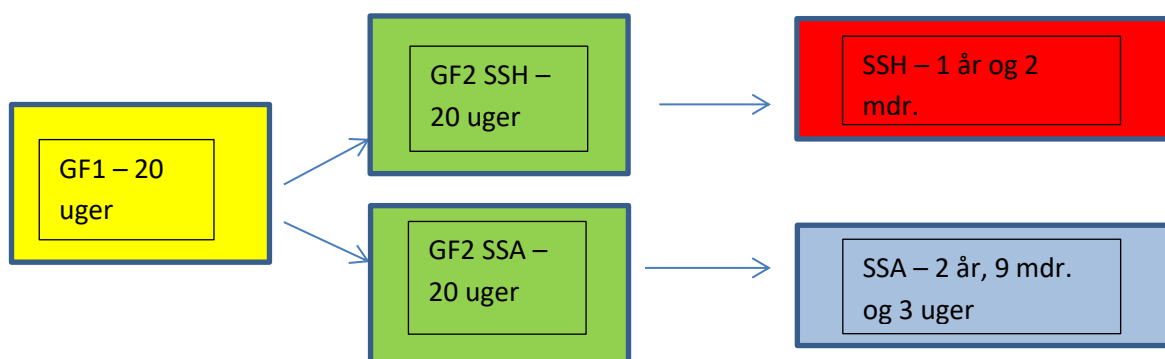 GF1 – 20
uger
GF2 SSH –
20 uger
SSH – 1 år og 2
mdr.
GF2 SSA –
20 uger
SSA – 2 år, 9 mdr.
og 3 uger